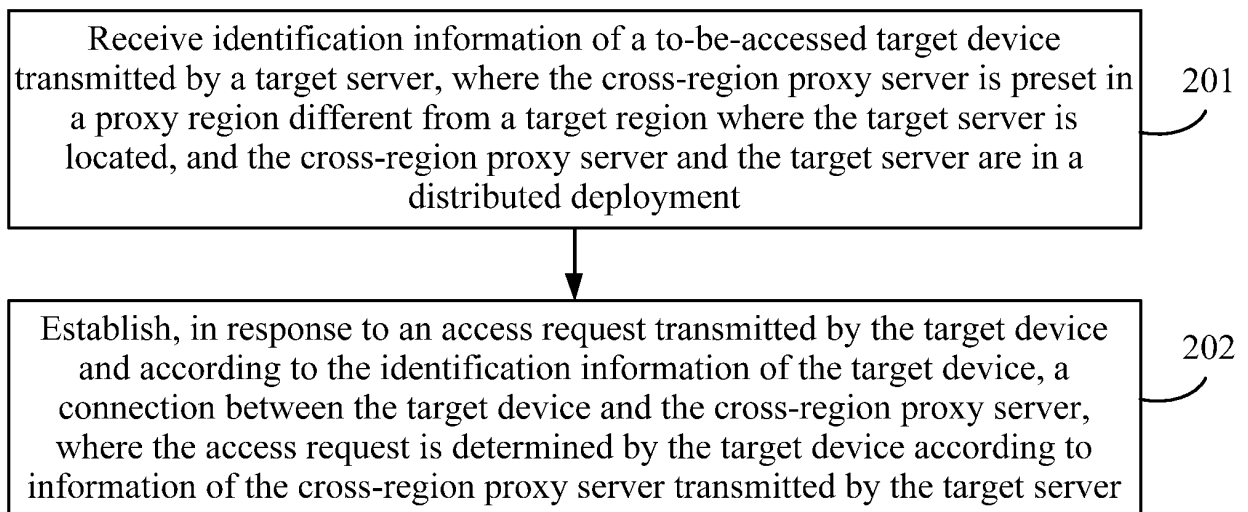 Receive identification information of a to-be-accessed target device
transmitted by a target server, where the cross-region proxy server is preset in
a proxy region different from a target region where the target server is
located, and the cross-region proxy server and the target server are in a
distributed deployment
201
Establish, in response to an access request transmitted by the target device
and according to the identification information of the target device, a
connection between the target device and the cross-region proxy server,
where the access request is determined by the target device according to
information of the cross-region proxy server transmitted by the target server
202